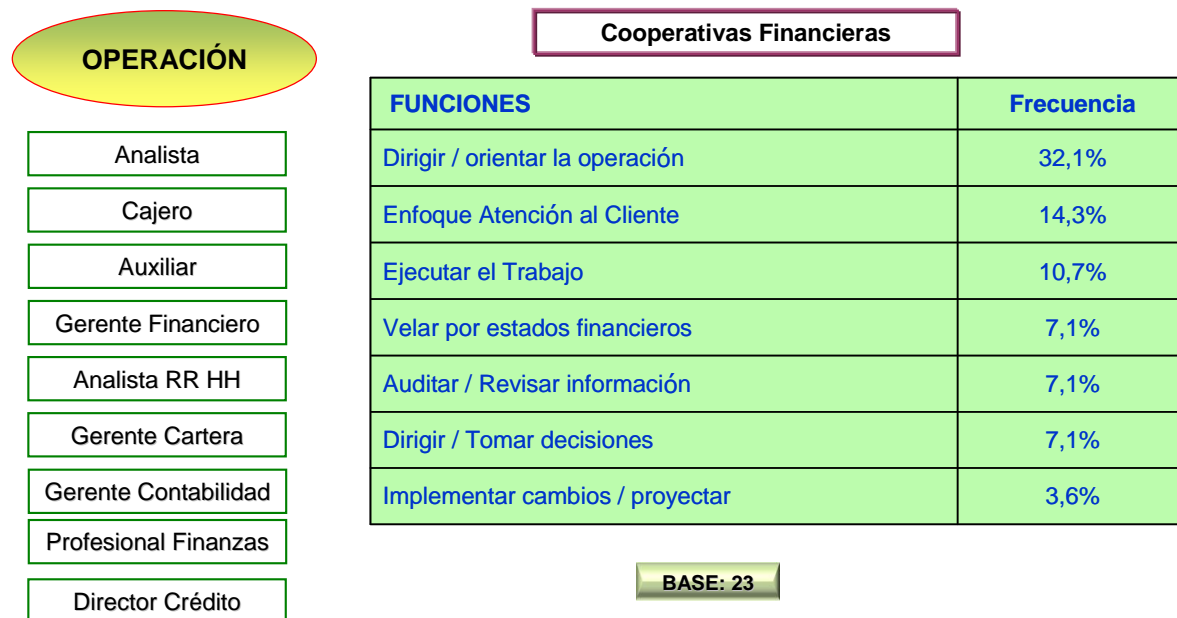 OPERACIÓN
Analista
Cajero
Auxiliar
Gerente Financiero
Analista RR HH
Gerente Cartera
Gerente Contabilidad
Profesional Finanzas
Director Crédito
Cooperativas Financieras
FUNCIONES Frecuencia
Dirigir / orientar la operación 32,1%
Enfoque Atención al Cliente 14,3%
Ejecutar el Trabajo 10,7%
Velar por estados financieros 7,1%
Auditar / Revisar información 7,1%
Dirigir / Tomar decisiones 7,1%
Implementar cambios / proyectar 3,6%
BASE: 23